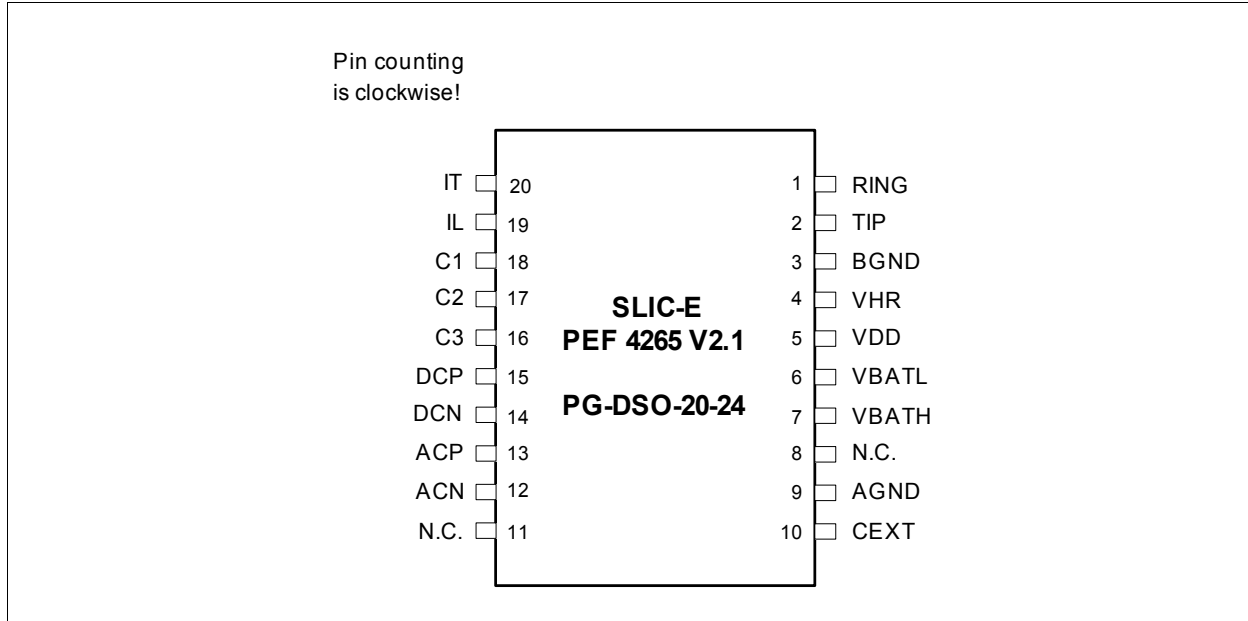 Pin counting
is clockwise!
IT 20 1 RING
IL 19 2 TIP
C1 18 3 BGND
C2 17 4 VHR
SLIC-E
C3 16 PEF 4265 V2.1 5 VDD
DCP 15 6 VBATL
DCN 14 PG-DSO-20-24 7 VBATH
ACP 13 8 N.C.
ACN 12 9 AGND
N.C. 11 10 CEXT